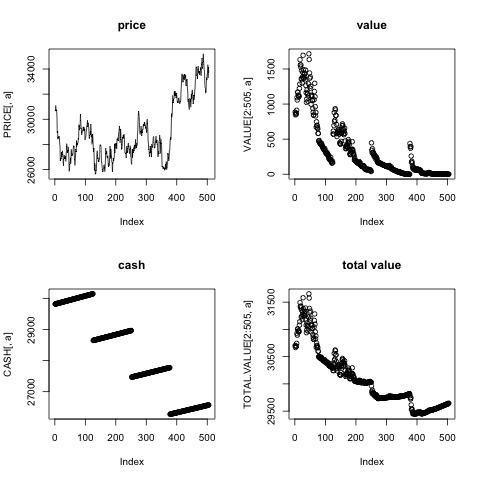 price
PRICE[, a]
26000 28000 30000 34000
0 100 200 300 400 500
Index
value
VALUE[2:505, a]
0 500 1000 1500
0 100 200 300 400 500
Index
cash
CASH[, a]
27000 29000
0 100 200 300 400 500
Index
total value
TOTAL.VALUE[2:505, a]
29500 30500 31500
0 100 200 300 400 500
Index